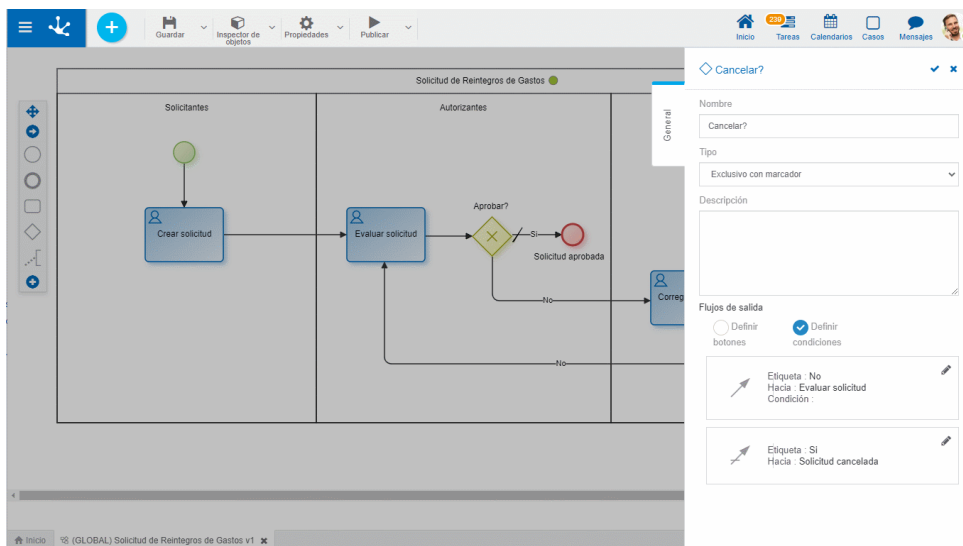 Guardar
Inspector de
objetos
Propiedades
Publicar
Inicio
239
Tareas
Calendarios
Casos
Mensajes
Solicitud de Reintegros de Gastos
Solicitantes
Autorizantes
Crear solicitud
Evaluar solicitud
Aprobar?
Si
Solicitud aprobada
No
Correg
No
General
Cancelar?
Nombre
Cancelar?
Tipo
Exclusivo con marcador
Descripción
Flujos de salida
Definir
botones
Definir
condiciones
Etiqueta : No
Hacia : Evaluar solicitud
Condición :
Etiqueta : Si
Hacia : Solicitud cancelada
Inicio
(GLOBAL) Solicitud de Reintegros de Gastos v1